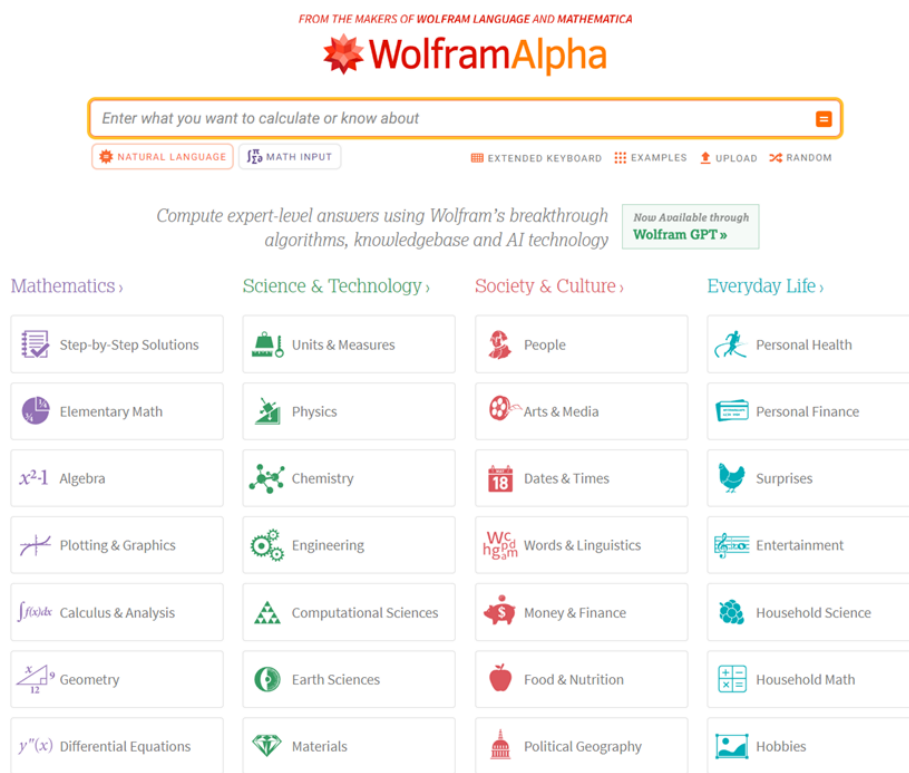 FROM THE MAKERS OF WOLFRAM LANGUAGE AND MATHEMATICA
WolframAlpha
Enter what you want to calculate or know about
=
NATURAL LANGUAGE
MATH INPUT
EXTENDED KEYBOARD
EXAMPLES
UPLOAD
RANDOM
Compute expert-level answers using Wolfram's breakthrough
algorithms, knowledgebase and AI technology
Now Available through
Wolfram GPT »
Mathematics ›
Step-by-Step Solutions
Elementary Math
x²-1 Algebra
Plotting & Graphics
∫f(x)dx Calculus & Analysis
x 9 12 Geometry
y″(x) Differential Equations
Science & Technology ›
Units & Measures
Physics
Chemistry
Engineering
Computational Sciences
Earth Sciences
Materials
Society & Culture ›
People
Arts & Media
18 Dates & Times
Words & Linguistics
$ Money & Finance
Food & Nutrition
Political Geography
Everyday Life ›
Personal Health
Personal Finance
Surprises
Entertainment
Household Science
Household Math
Hobbies